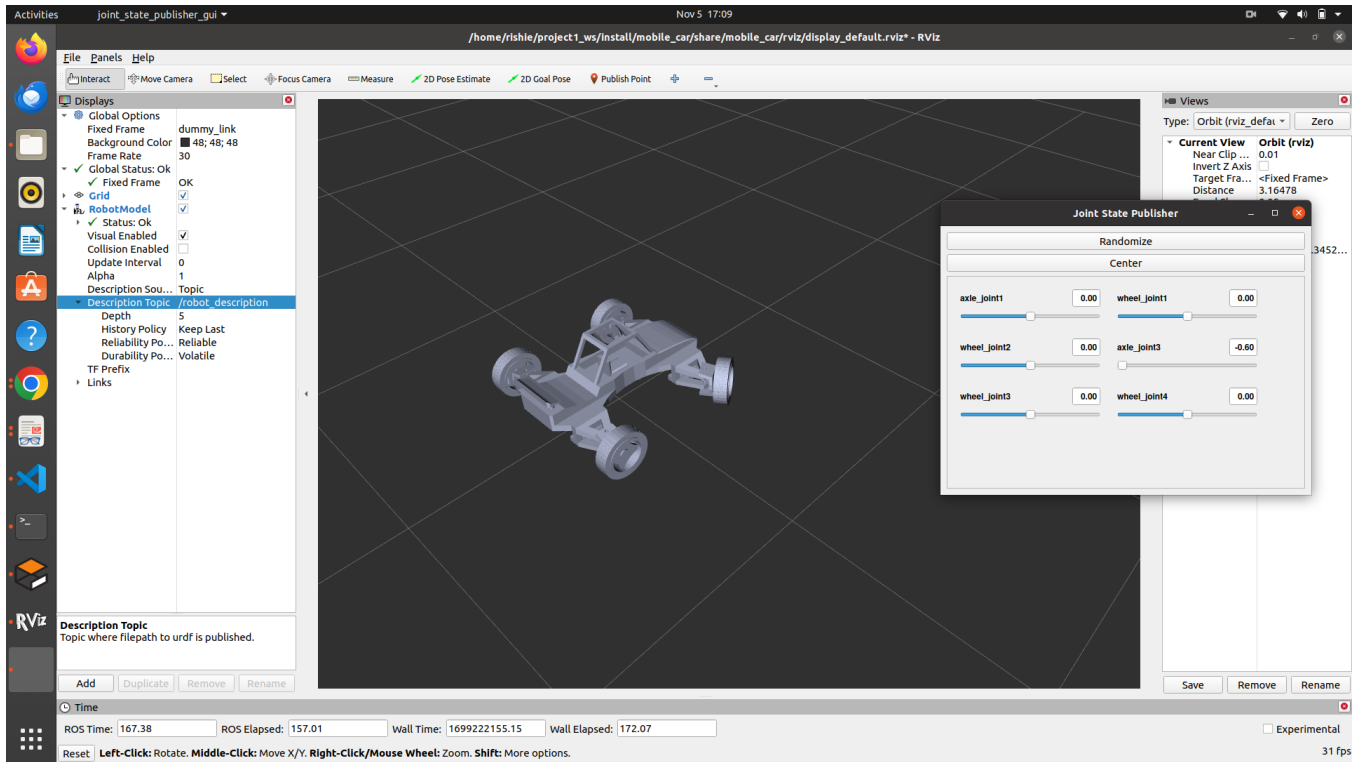 Activities joint_state_publisher_gui Nov 5 17:09
/home/rishie/project1_ws/install/mobile_car/share/mobile_car/rviz/display_default.rviz* - RViz
File Panels Help
Interact Move Camera Select Focus Camera Measure 2D Pose Estimate 2D Goal Pose Publish Point
Displays
Global Options
Fixed Frame dummy_link
Background Color 48; 48; 48
Frame Rate 30
Global Status: Ok
Fixed Frame OK
Grid
RobotModel
Status: Ok
Visual Enabled
Collision Enabled
Update Interval 0
Alpha 1
Description Sou... Topic
Description Topic /robot_description
Depth 5
History Policy Keep Last
Reliability Po... Reliable
Durability Po... Volatile
TF Prefix
Links
Description Topic
Topic where filepath to urdf is published.
Add Duplicate Remove Rename
Views
Type: Orbit (rviz_defau Zero
Current View Orbit (rviz)
Near Clip ... 0.01
Invert Z Axis
Target Fra... <Fixed Frame>
Distance 3.16478
.3452...
Joint State Publisher
Randomize
Center
axle_joint1 0.00 wheel_joint1 0.00
wheel_joint2 0.00 axle_joint3 -0.60
wheel_joint3 0.00 wheel_joint4 0.00
Save Remove Rename
RViz
Time
ROS Time: 167.38 ROS Elapsed: 157.01 Wall Time: 1699222155.15 Wall Elapsed: 172.07 Experimental
Reset Left-Click: Rotate. Middle-Click: Move X/Y. Right-Click/Mouse Wheel: Zoom. Shift: More options. 31 fps